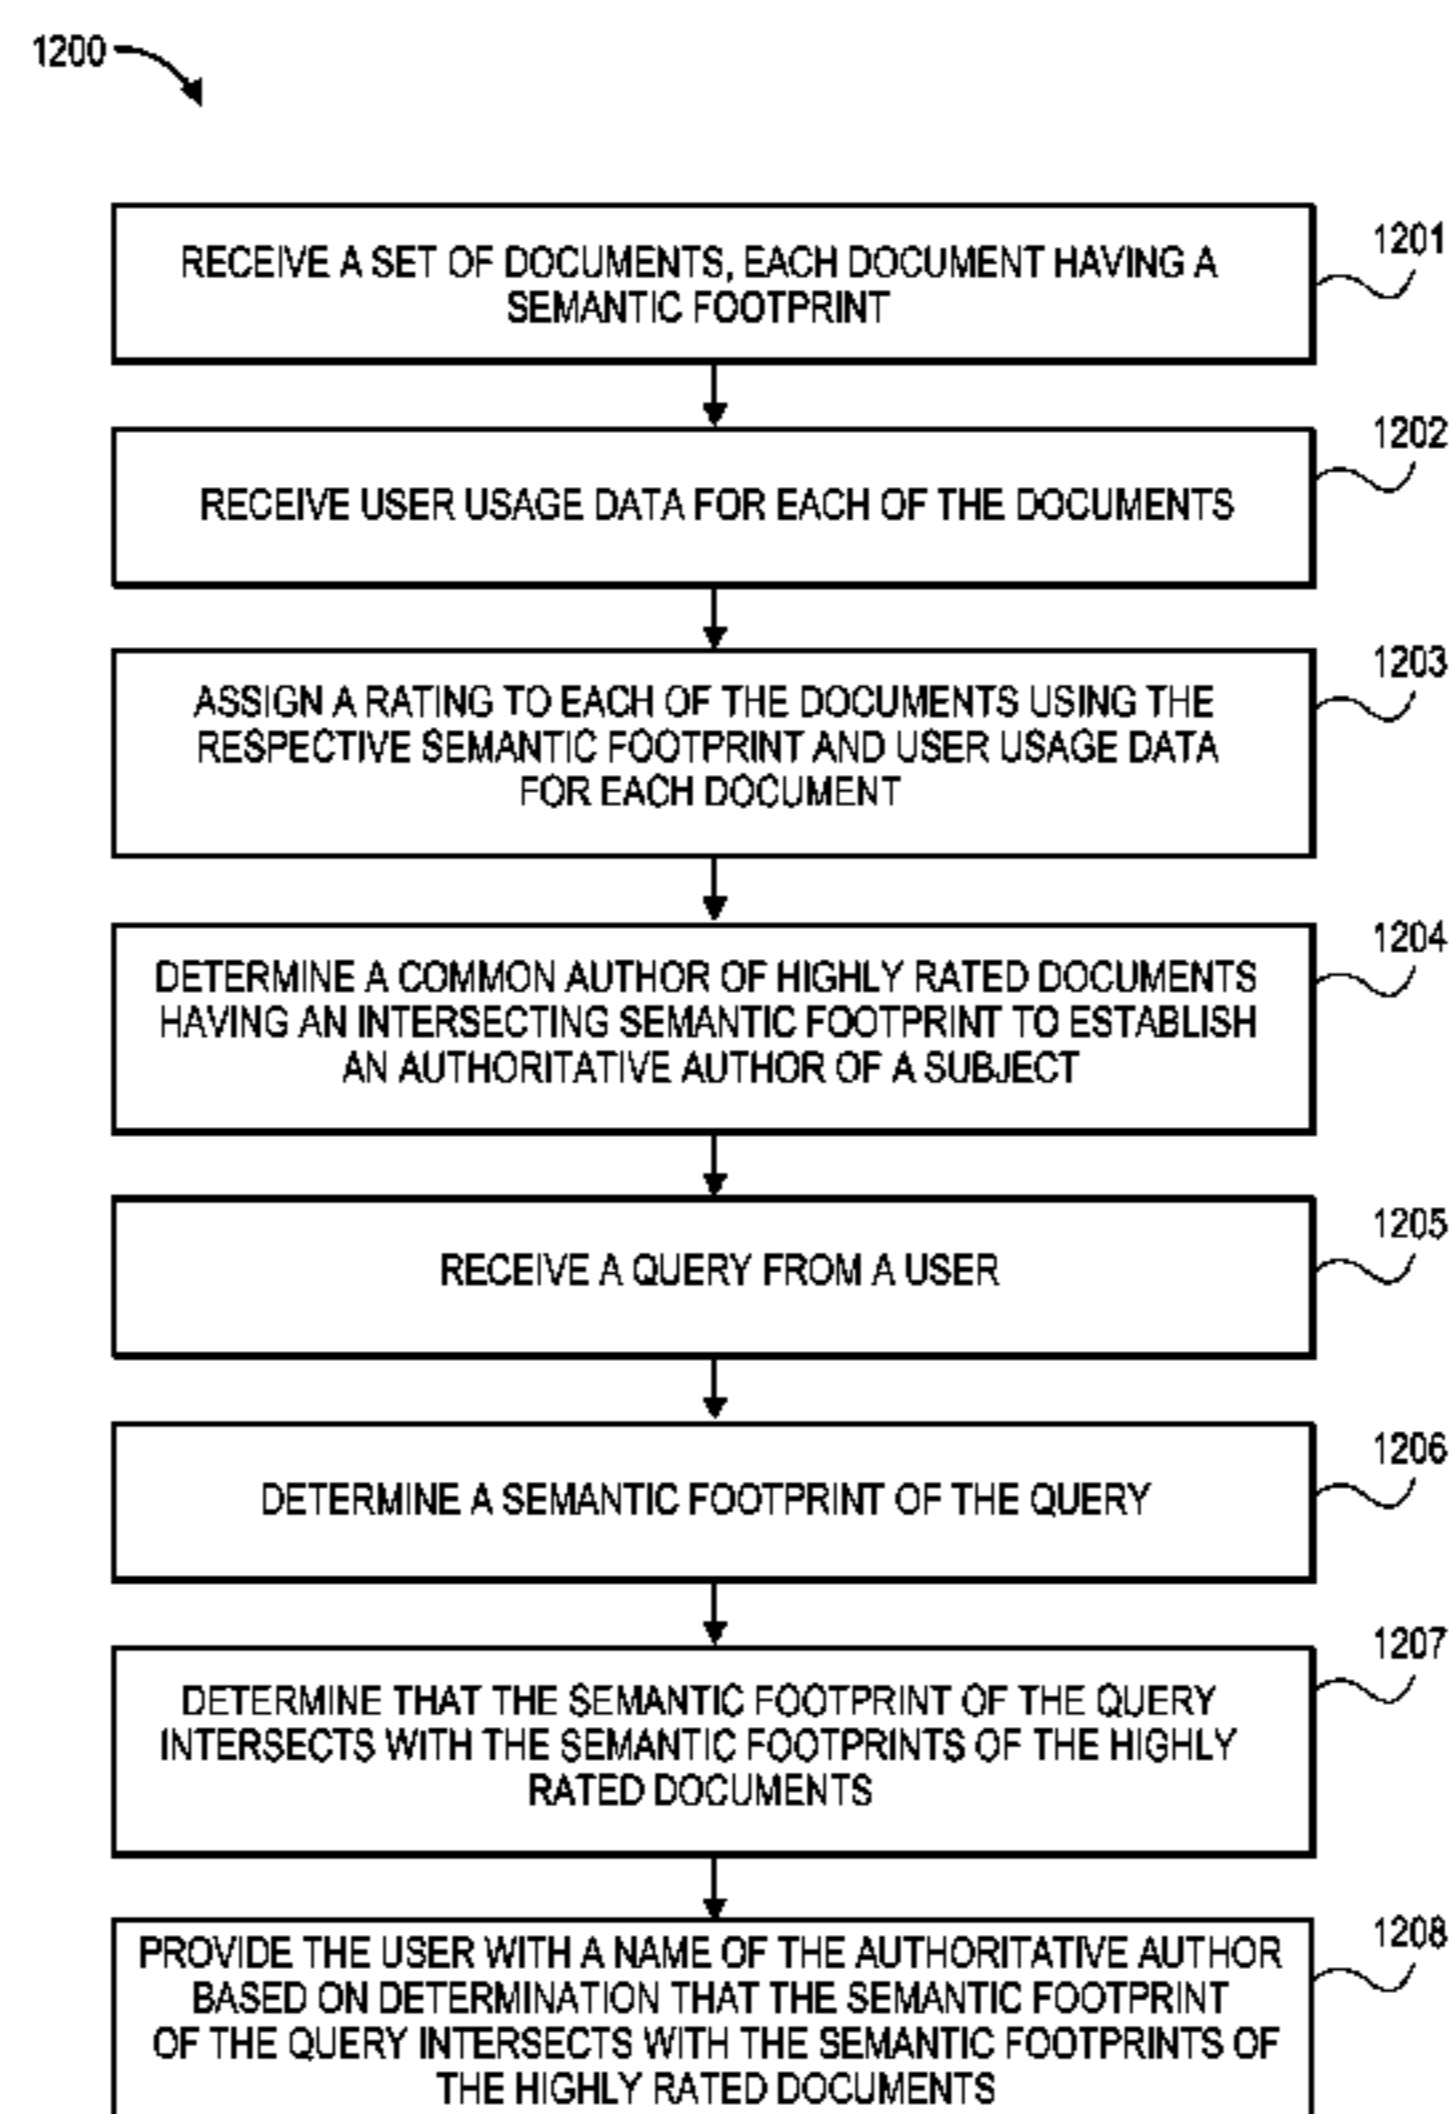 1200
RECEIVE A SET OF DOCUMENTS, EACH DOCUMENT HAVING A
SEMANTIC FOOTPRINT
1201
RECEIVE USER USAGE DATA FOR EACH OF THE DOCUMENTS
1202
ASSIGN A RATING TO EACH OF THE DOCUMENTS USING THE
RESPECTIVE SEMANTIC FOOTPRINT AND USER USAGE DATA
FOR EACH DOCUMENT
1203
DETERMINE A COMMON AUTHOR OF HIGHLY RATED DOCUMENTS
HAVING AN INTERSECTING SEMANTIC FOOTPRINT TO ESTABLISH
AN AUTHORITATIVE AUTHOR OF A SUBJECT
1204
RECEIVE A QUERY FROM A USER
1205
DETERMINE A SEMANTIC FOOTPRINT OF THE QUERY
1206
DETERMINE THAT THE SEMANTIC FOOTPRINT OF THE QUERY
INTERSECTS WITH THE SEMANTIC FOOTPRINTS OF THE HIGHLY
RATED DOCUMENTS
1207
PROVIDE THE USER WITH A NAME OF THE AUTHORITATIVE AUTHOR
BASED ON DETERMINATION THAT THE SEMANTIC FOOTPRINT
OF THE QUERY INTERSECTS WITH THE SEMANTIC FOOTPRINTS OF
THE HIGHLY RATED DOCUMENTS
1208